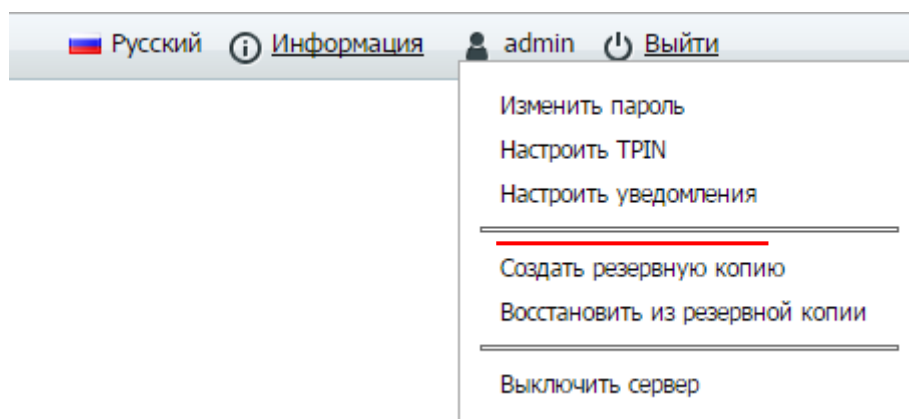 Русский Информация admin Выйти
Изменить пароль
Настроить TPIN
Настроить уведомления
Создать резервную копию
Восстановить из резервной копии
Выключить сервер